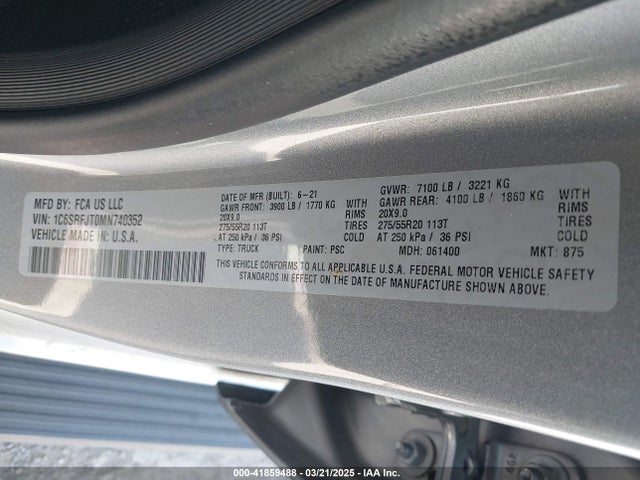 MFD BY: FCA US LLC
VIN: 1C6SRFJT0MN740352
VEHICLE MADE IN U.S.A.
DATE OF MFR (BUILT): 6-21
GAWR FRONT: 3900 LB / 1770 KG WITH
20X9.0 RIMS
275/55R20 113T TIRES
AT 250 kPa / 36 PSI COLD
TYPE: TRUCK
PAINT: PSC
GVWR: 7100 LB / 3221 KG
GAWR REAR: 4100 LB / 1860 KG WITH
20X9.0 RIMS
275/55R20 113T TIRES
AT 250 kPa / 36 PSI COLD
MDH: 061400
MKT: 875
THIS VEHICLE CONFORMS TO ALL APPLICABLE U.S.A. FEDERAL MOTOR VEHICLE SAFETY
STANDARDS IN EFFECT ON THE DATE OF MANUFACTURE SHOWN ABOVE.
000-41859488 — 03/21/2025 — IAA Inc.